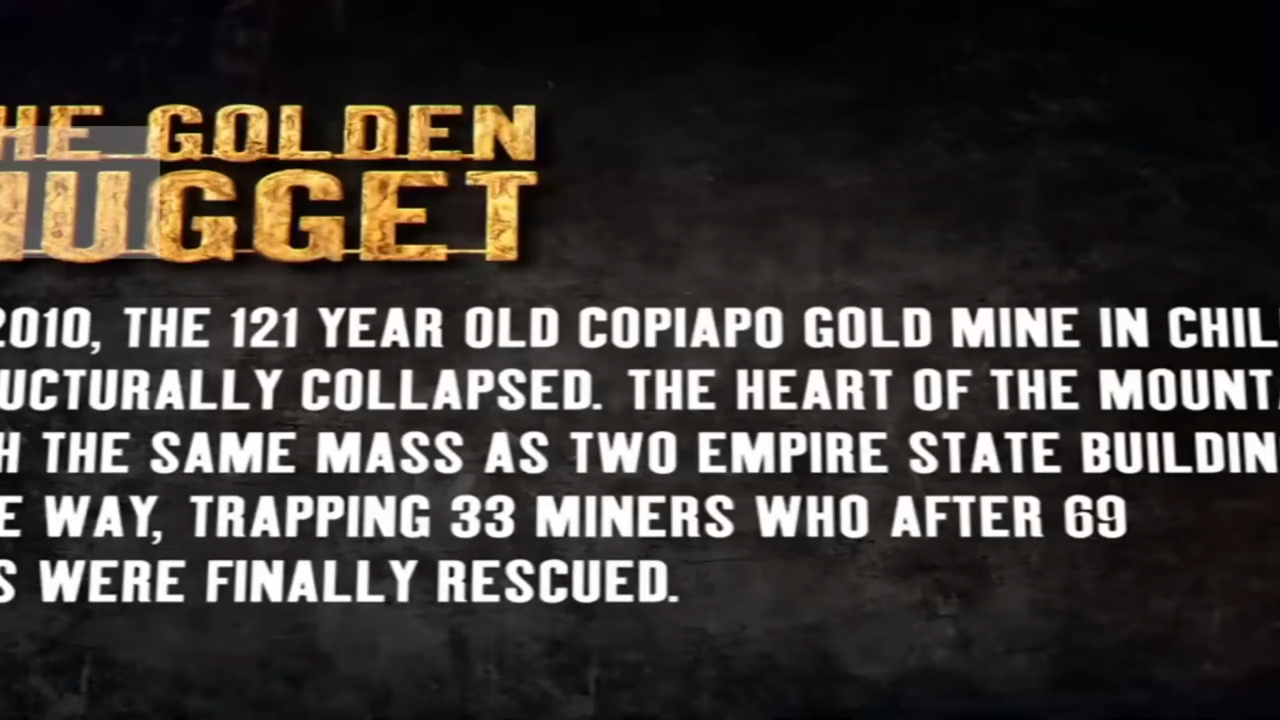 HE GOLDEN
NUGGET
2010, THE 121 YEAR OLD COPIAPO GOLD MINE IN CHIL
UCTURALLY COLLAPSED. THE HEART OF THE MOUNT
H THE SAME MASS AS TWO EMPIRE STATE BUILDIN
E WAY, TRAPPING 33 MINERS WHO AFTER 69
S WERE FINALLY RESCUED.